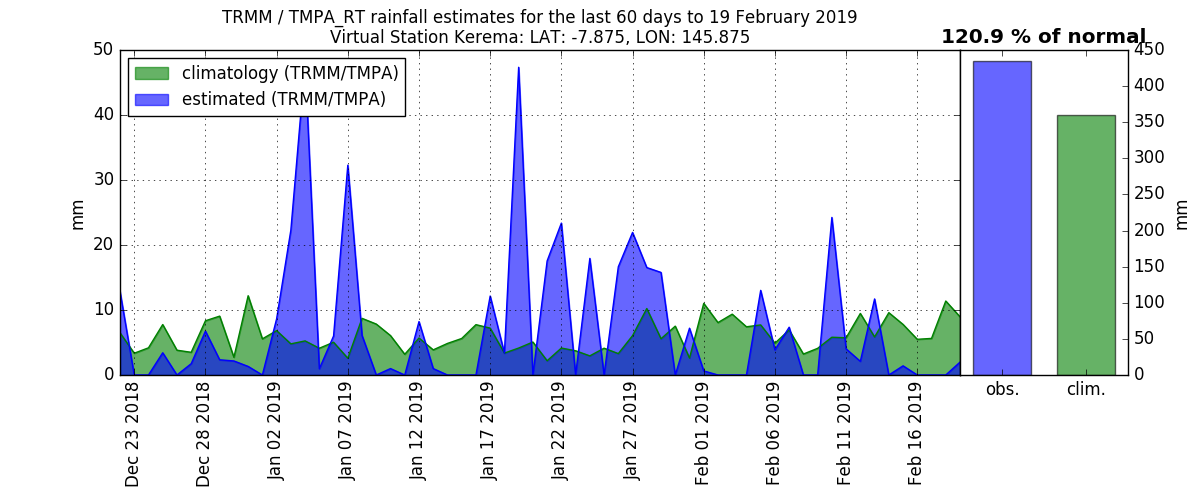 TRMM / TMPA_RT rainfall estimates for the last 60 days to 19 February 2019
Virtual Station Kerema: LAT: -7.875, LON: 145.875
120.9 % of normal
climatology (TRMM/TMPA)
estimated (TRMM/TMPA)
50
40
30
20
10
0
mm
Dec 23 2018
Dec 28 2018
Jan 02 2019
Jan 07 2019
Jan 12 2019
Jan 17 2019
Jan 22 2019
Jan 27 2019
Feb 01 2019
Feb 06 2019
Feb 11 2019
Feb 16 2019
450
400
350
300
250
200
150
100
50
0
mm
obs.
clim.